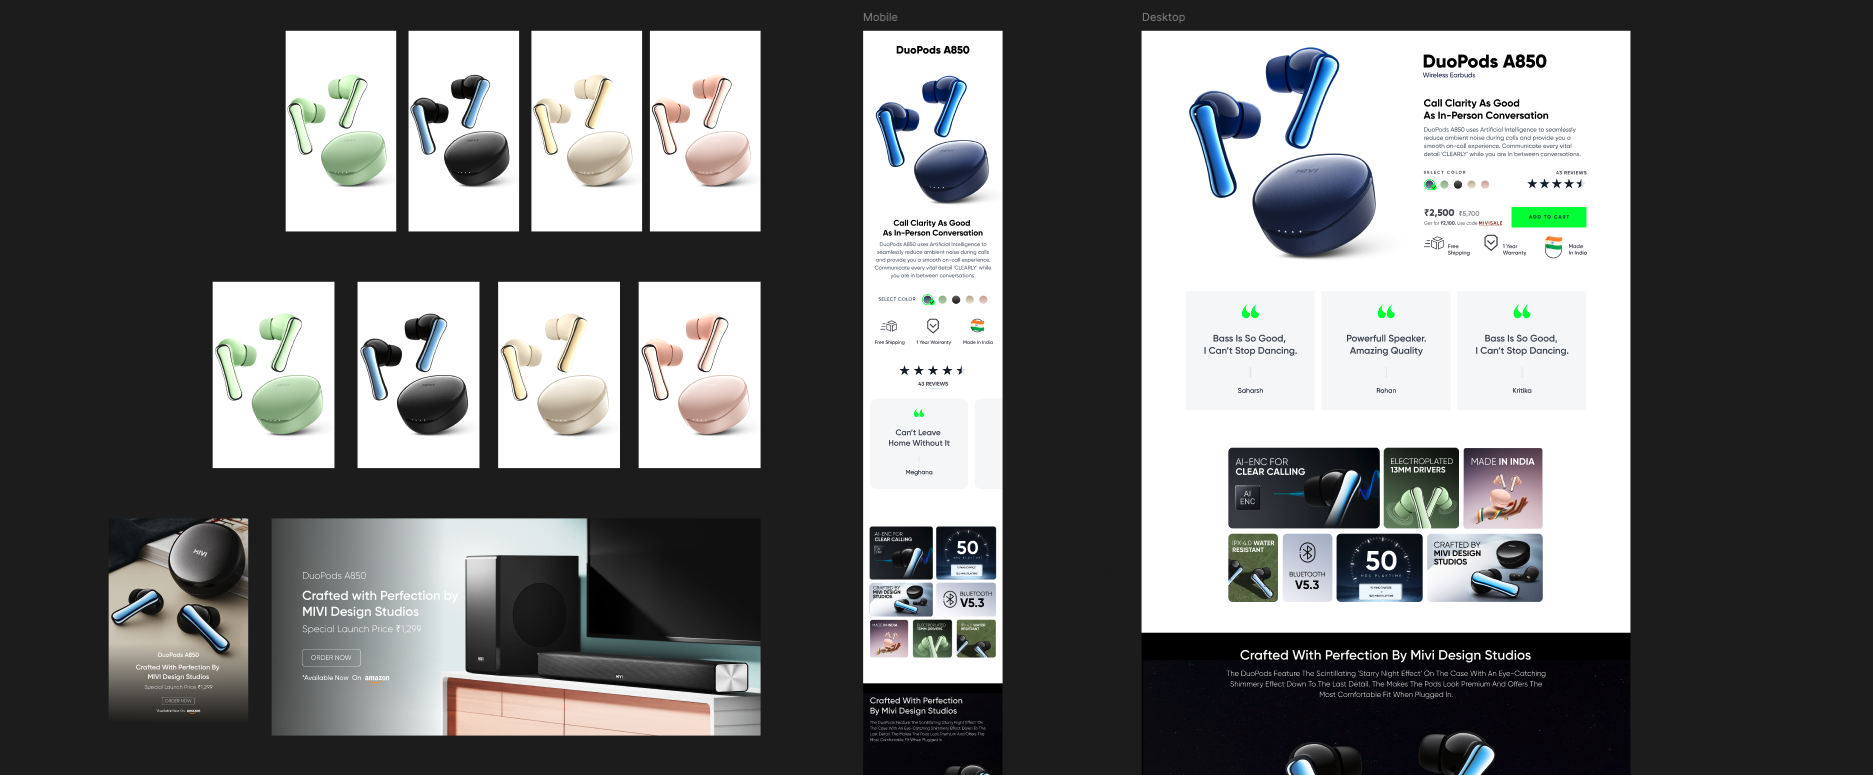 Mobile
Desktop
DuoPods A850
Call Clarity As Good
As In-Person Conversation
DuoPods A850 uses Artificial Intelligence to
seamlessly reduce ambient noise during calls
and provide you a smooth on-call experience.
Communicate every vital detail 'CLEARLY' while
you are in between conversations.
SELECT COLOR
Free Shipping
1 Year Warranty
Made In India
43 REVIEWS
Can't Leave
Home Without It
Meghana
AI-ENC FOR
CLEAR CALLING
50
CRAFTED BY
MIVI DESIGN
STUDIOS
BLUETOOTH
V5.3
MADE IN INDIA
ELECTROPLATED
13MM DRIVERS
IPX 4.0 WATER
RESISTANT
Crafted With Perfection
By Mivi Design Studios
The DuoPods Feature The Scintillating 'Starry Night Effect' On
The Case With An Eye-Catching Shimmery Effect Down To The
Last Detail. The Makes The Pods Look Premium And Offers The
Most Comfortable Fit When Plugged In.
DuoPods A850
Wireless Earbuds
Call Clarity As Good
As In-Person Conversation
DuoPods A850 uses Artificial Intelligence to seamlessly
reduce ambient noise during calls and provide you a
smooth on-call experience. Communicate every vital
detail 'CLEARLY' while you are in between conversations.
SELECT COLOR
43 REVIEWS
₹2,500 ₹5,700
Get for ₹2,100. Use code MIVISALE
ADD TO CART
Free
Shipping
1 Year
Warranty
Made
In India
MIVI
Bass Is So Good,
I Can't Stop Dancing.
Saharsh
Powerfull Speaker.
Amazing Quality
Rohan
Bass Is So Good,
I Can't Stop Dancing.
Kritika
AI-ENC FOR
CLEAR CALLING
AI
ENC
ELECTROPLATED
13MM DRIVERS
MADE IN INDIA
IPX 4.0 WATER
RESISTANT
BLUETOOTH
V5.3
50
HRS PLAYTIME
CRAFTED BY
MIVI DESIGN
STUDIOS
Crafted With Perfection By Mivi Design Studios
The DuoPods Feature The Scintillating 'Starry Night Effect' On The Case With An Eye-Catching
Shimmery Effect Down To The Last Detail. The Makes The Pods Look Premium And Offers The
Most Comfortable Fit When Plugged In.
MIVI
DuoPods A850
Crafted With Perfection By
MIVI Design Studios
Special Launch Price ₹1,299
ORDER NOW
*Available Now On amazon
DuoPods A850
Crafted with Perfection by
MIVI Design Studios
Special Launch Price ₹1,299
ORDER NOW
*Available Now On amazon
MIVI
MIVI